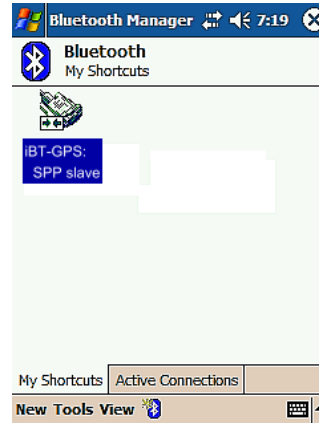 Bluetooth Manager 7:19
Bluetooth
My Shortcuts
iBT-GPS:
SPP slave
My Shortcuts Active Connections
New Tools View